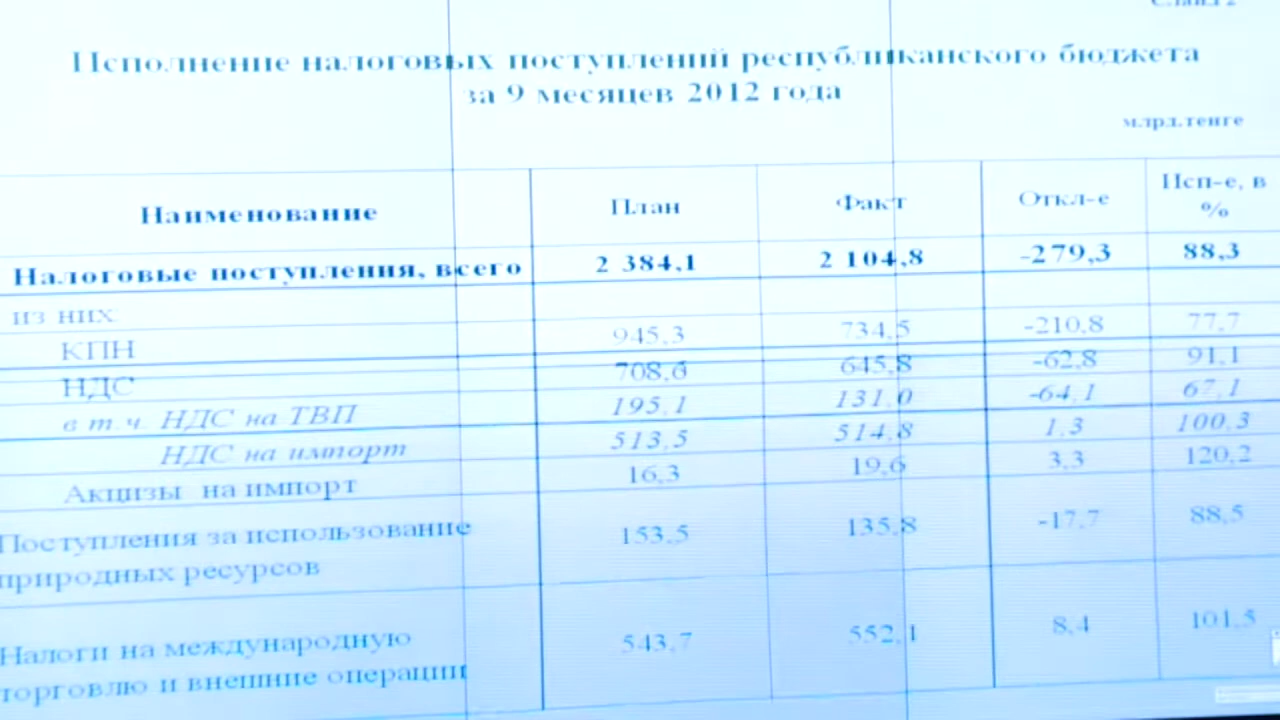 Слайд 2
Исполнение налоговых поступлений республиканского бюджета
за 9 месяцев 2012 года
млрд.тенге
Наименование План Факт Откл-е Исп-е, в %
Налоговые поступления, всего 2 384,1 2 104,8 -279,3 88,3
из них:
КПН 945,3 734,5 -210,8 77,7
НДС 708,6 645,8 -62,8 91,1
в т.ч. НДС на ТВП 195,1 131,0 -64,1 67,1
НДС на импорт 513,5 514,8 1,3 100,3
Акцизы на импорт 16,3 19,6 3,3 120,2
Поступления за использование
природных ресурсов 153,5 135,8 -17,7 88,5
Налоги на международную
торговлю и внешние операции 543,7 552,1 8,4 101,5